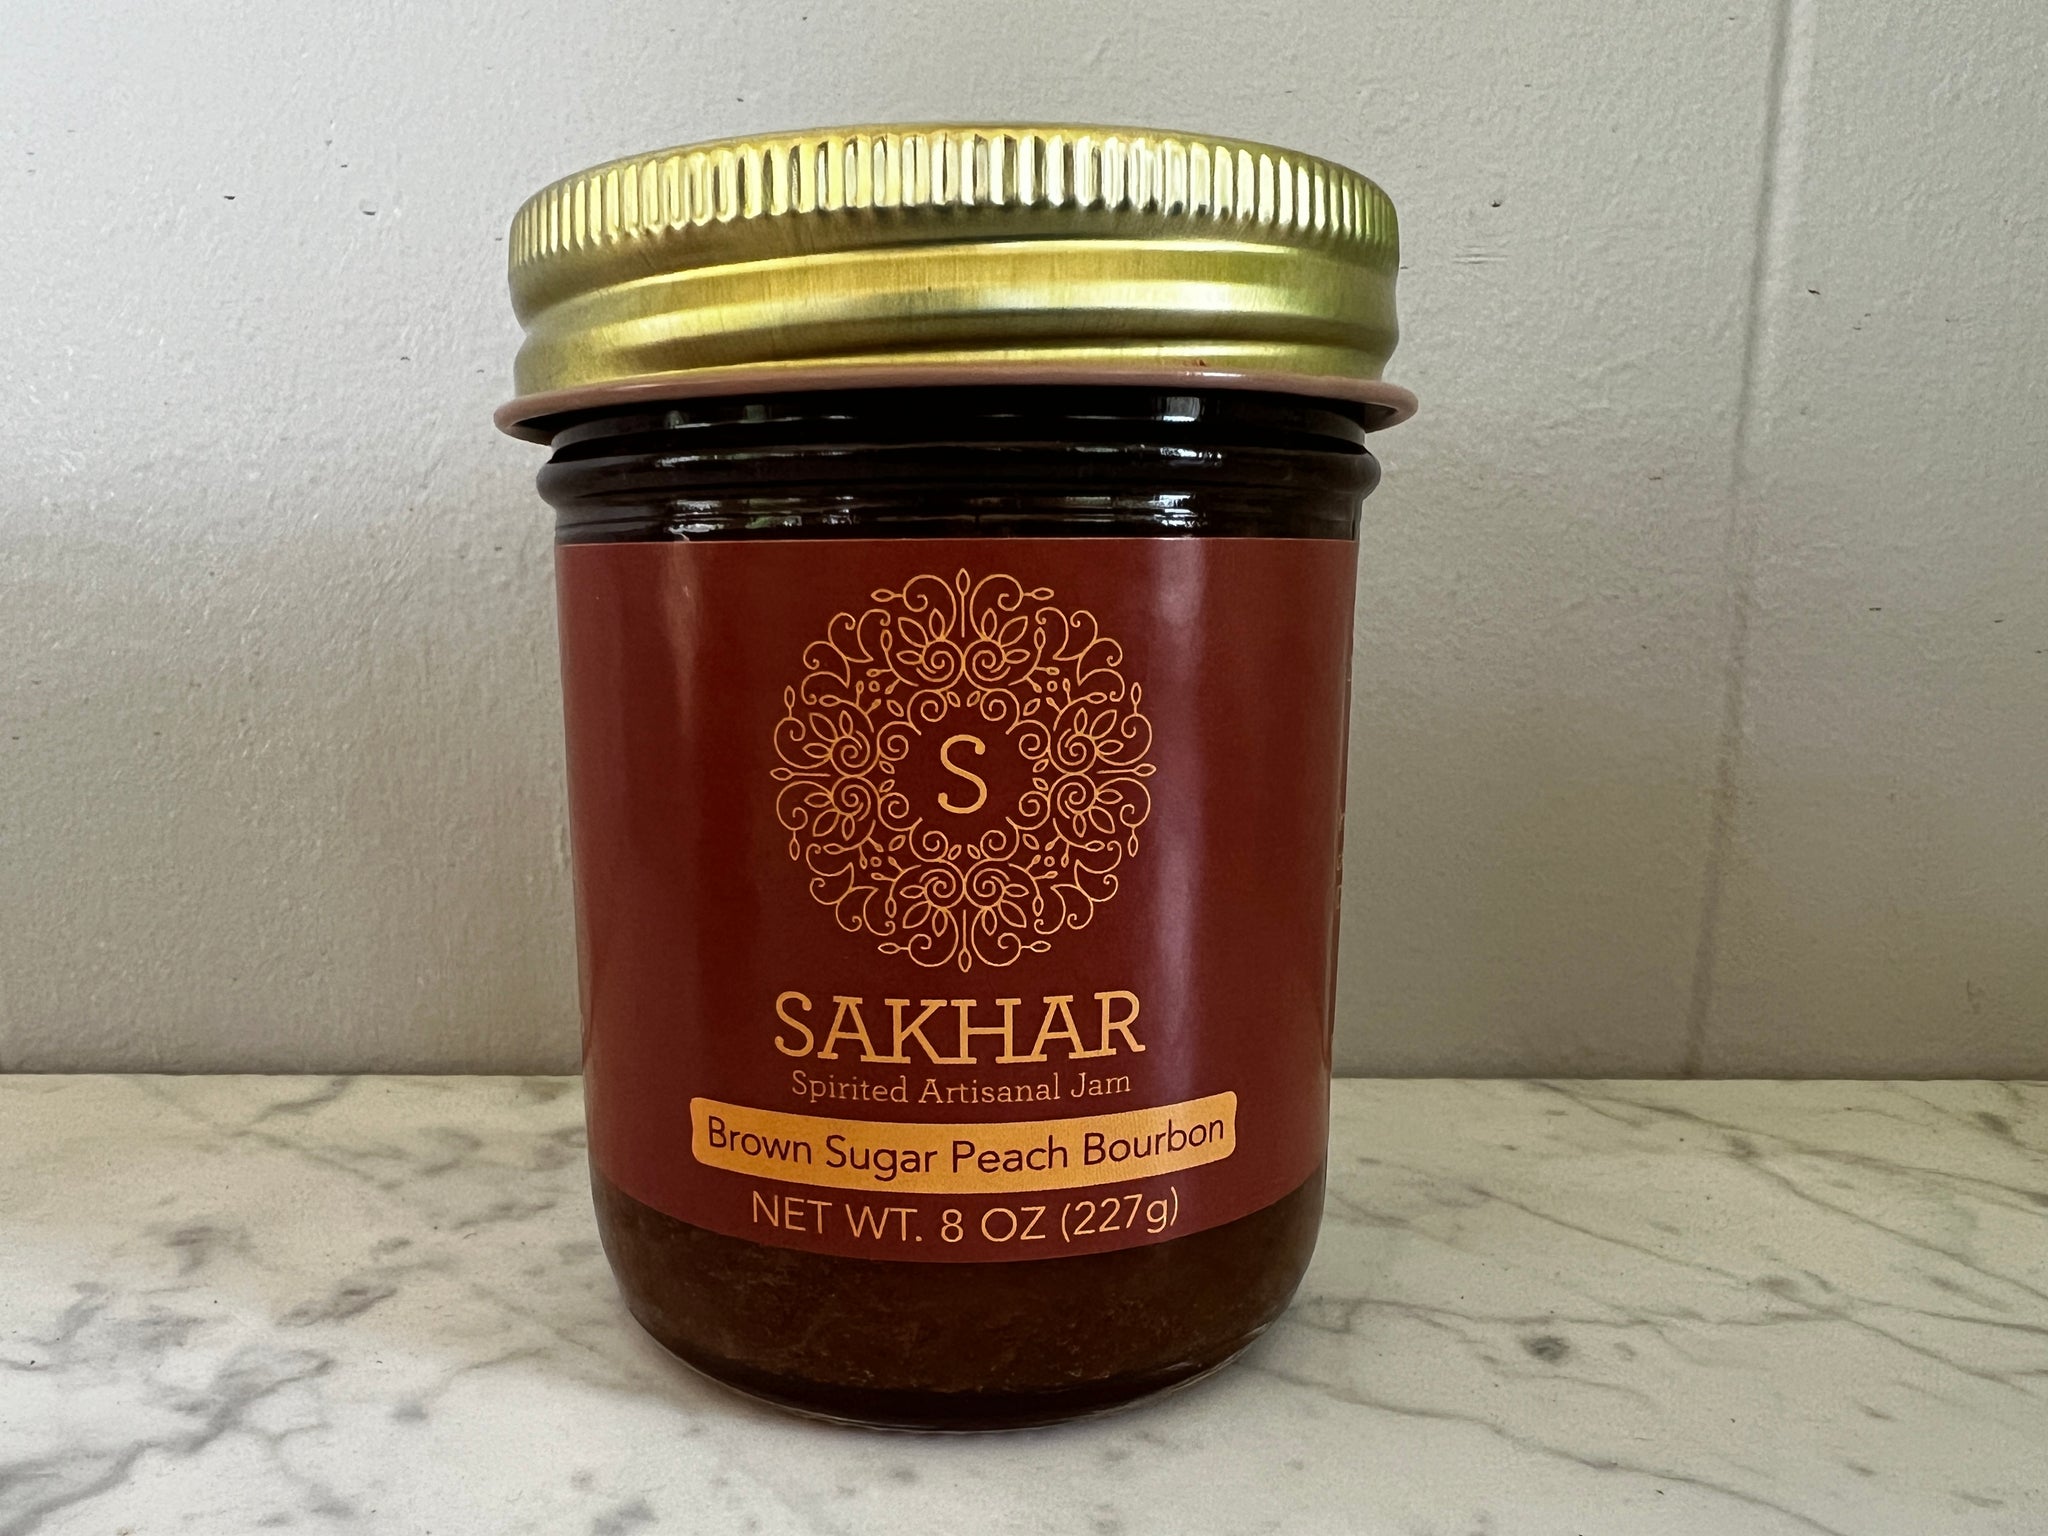 S
SAKHAR
Spirited Artisanal Jam
Brown Sugar Peach Bourbon
NET WT. 8 OZ (227g)